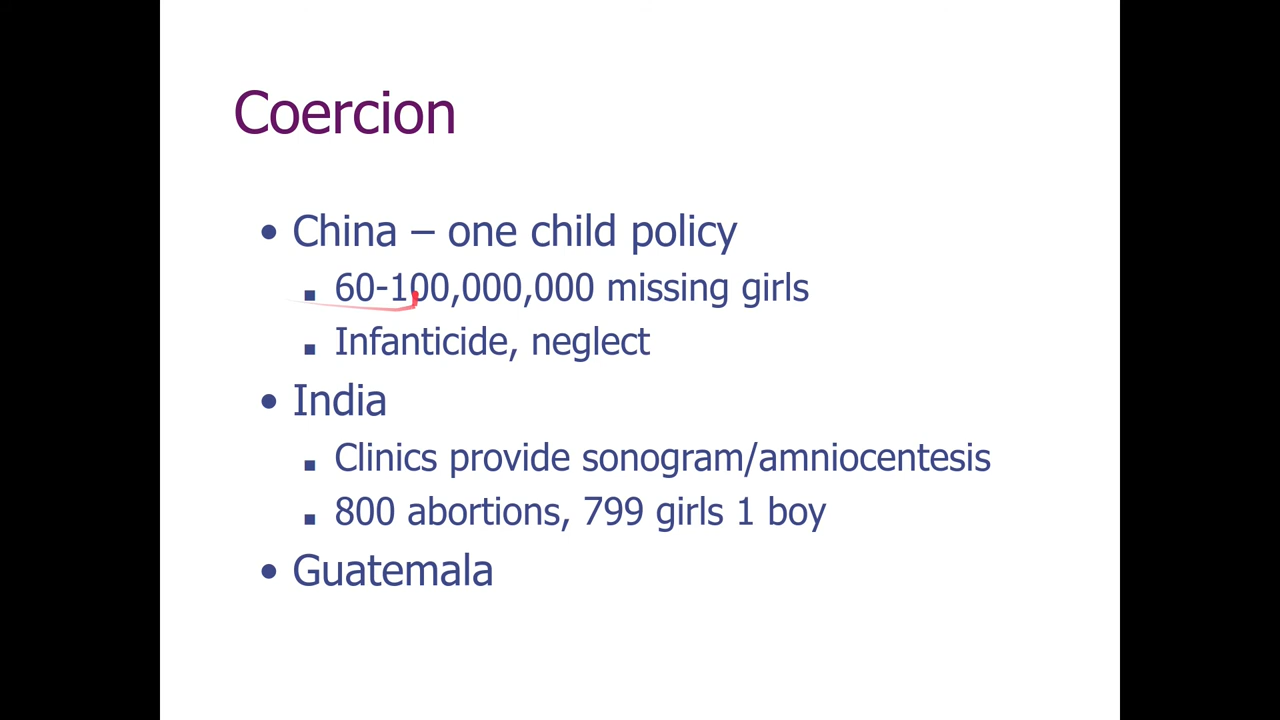 Coercion
• China – one child policy
▪ 60-100,000,000 missing girls
▪ Infanticide, neglect
• India
▪ Clinics provide sonogram/amniocentesis
▪ 800 abortions, 799 girls 1 boy
• Guatemala